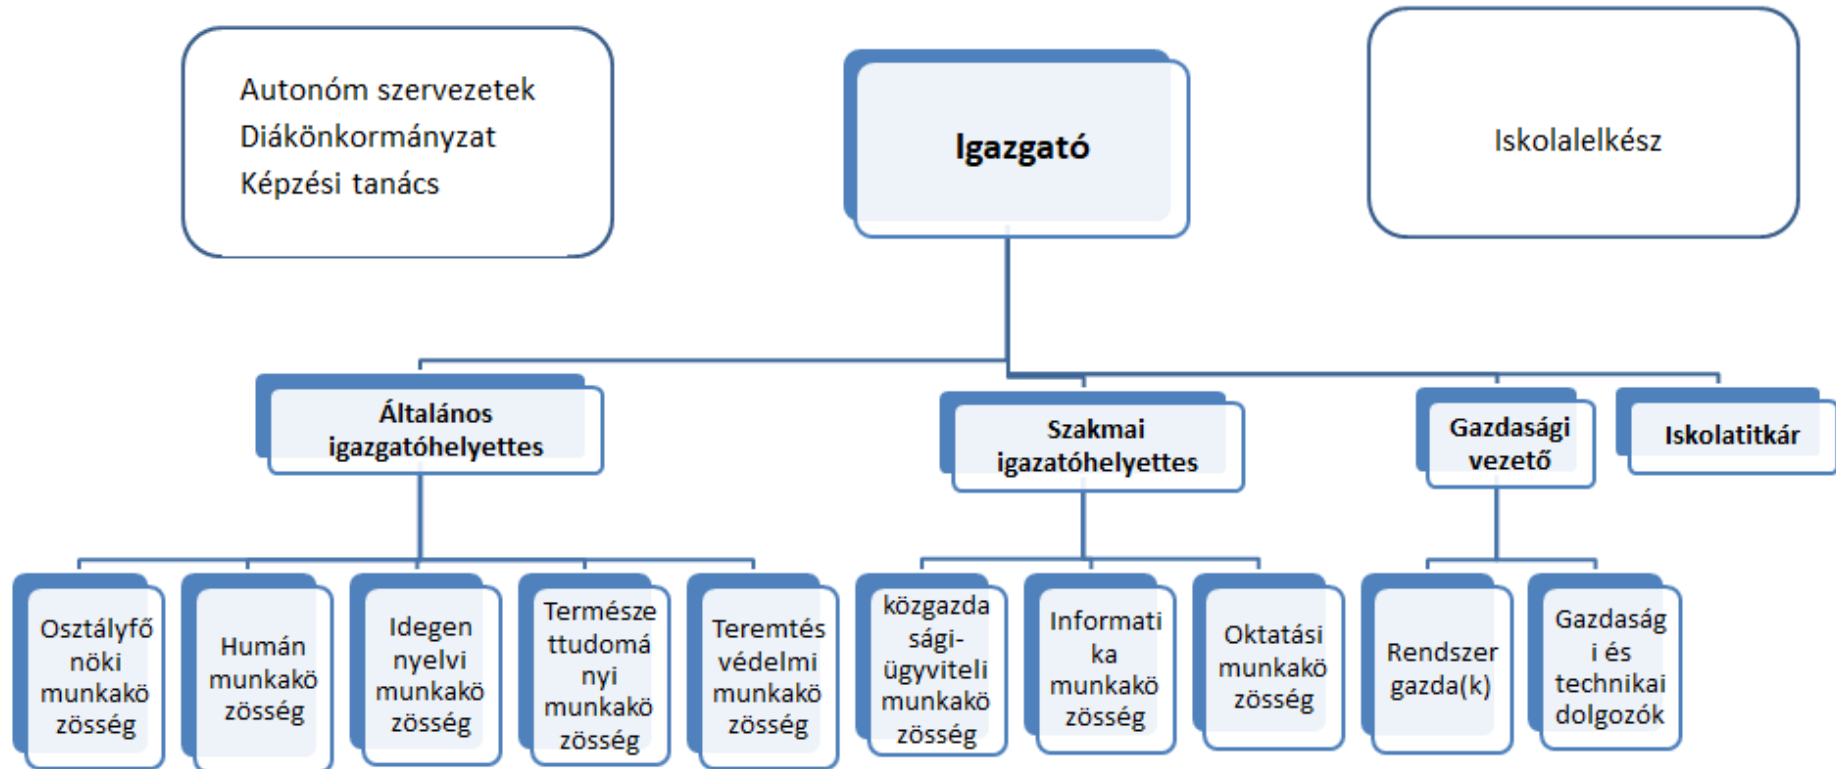 Autonóm szervezetek
Diákönkormányzat
Képzési tanács
Igazgató
Iskolalelkész
Általános
igazgatóhelyettes
Szakmai
igazatóhelyettes
Gazdasági
vezető
Iskolatitkár
Osztályfő
nöki
munkakö
zösség
Humán
munkakö
zösség
Idegen
nyelvi
munkakö
zösség
Természe
ttudomá
nyi
munkakö
zösség
Teremtés
védelmi
munkakö
zösség
közgazda
sági-
ügyviteli
munkakö
zösség
Informati
ka
munkakö
zösség
Oktatási
munkakö
zösség
Rendszer
gazda(k)
Gazdaság
i és
technikai
dolgozók